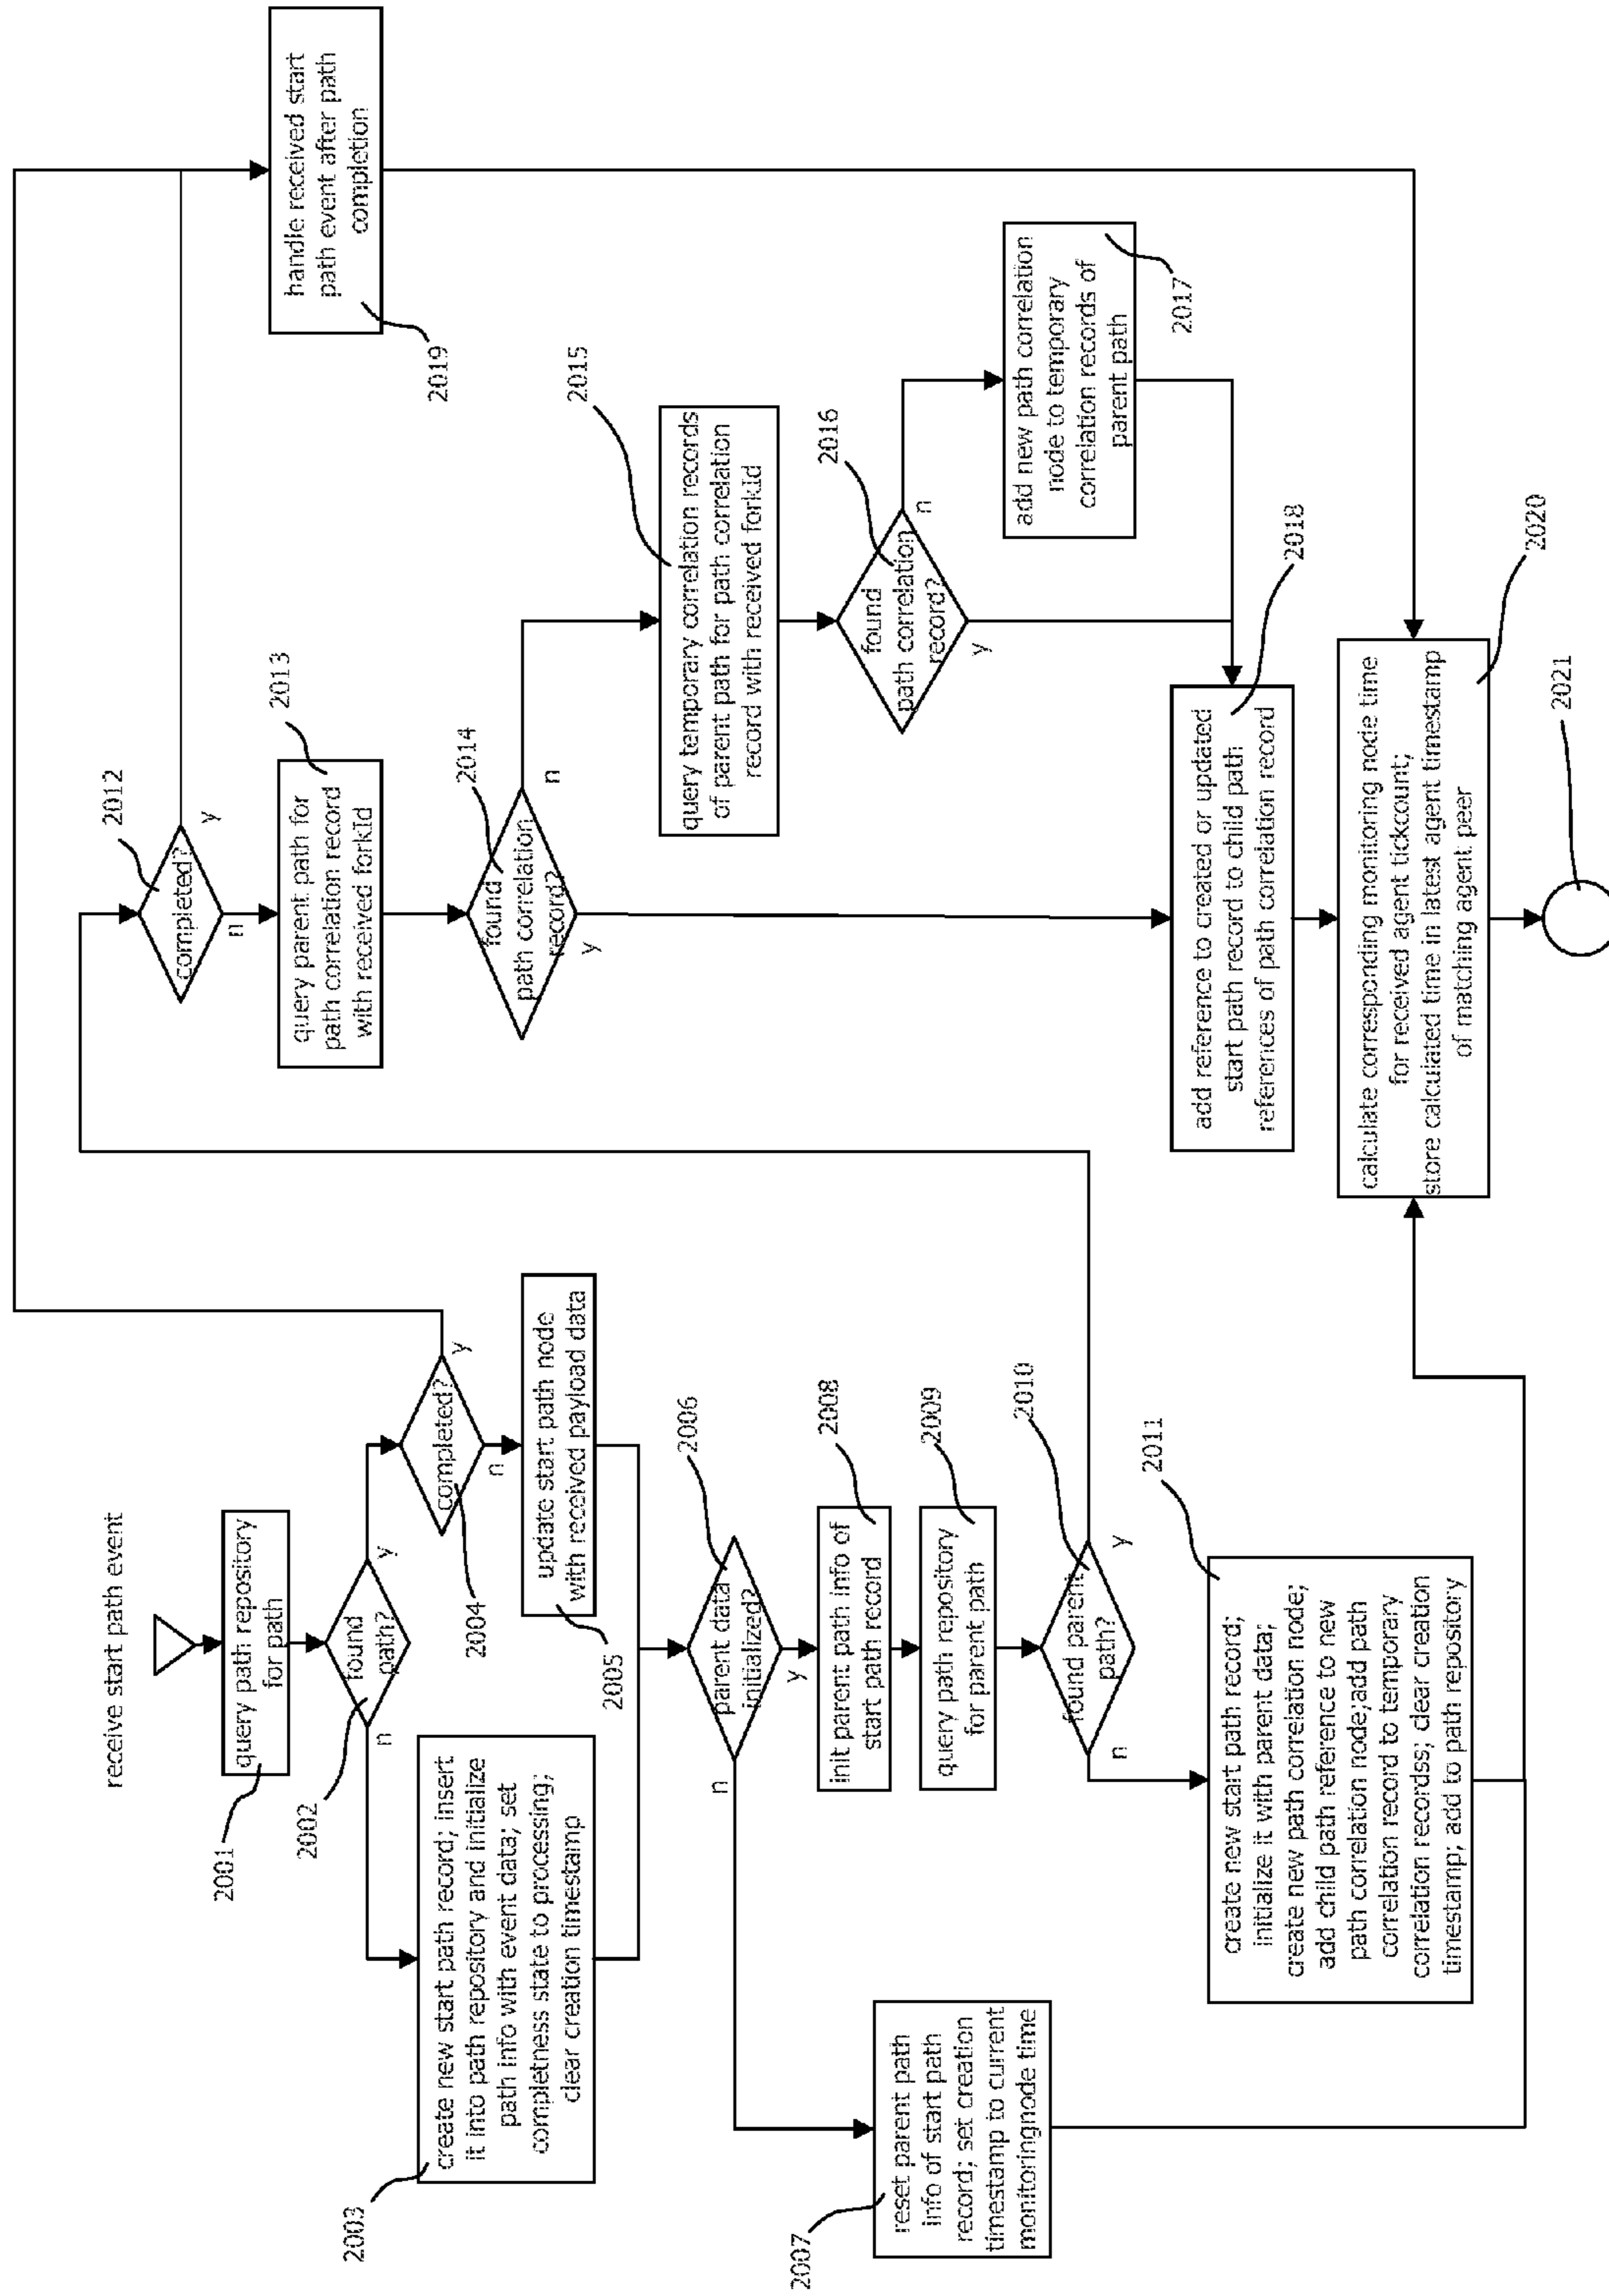 receive start path event
2001
query path repository
for path
2002
found
path?
n
y
2003
create new start path record; insert
it into path repository and initialize
path info with event data; set
completness state to processing;
clear creation timestamp
completed?
y
n
2004
update start path node
with received payload data
2005
2006
parent data
initialized?
n
y
2007
reset parent path
info of start path
record; set creation
timestamp to current
monitoringnode time
2008
init parent path info of
start path record
2009
query path repository
for parent path
2010
found parent
path?
n
y
2011
create new start path record;
initialize it with parent data;
create new path correlation node;
add child path reference to new
path correlation node;add path
correlation record to temporary
correlation records; clear creation
timestamp; add to path repository
2012
completed?
y
n
2013
query parent path for
path correlation record
with received forkId
2014
found
path correlation
record?
n
y
2015
query temporary correlation records
of parent path for path correlation
record with received forkId
2016
found
path correlation
record?
n
y
add new path correlation
node to temporary
correlation records of
parent path
2017
2018
add reference to created or updated
start path record to child path
references of path correlation record
handle received start
path event after path
completion
2019
calculate corresponding monitoring node time
for received agent tickcount;
store calculated time in latest agent timestamp
of matching agent peer
2020
2021